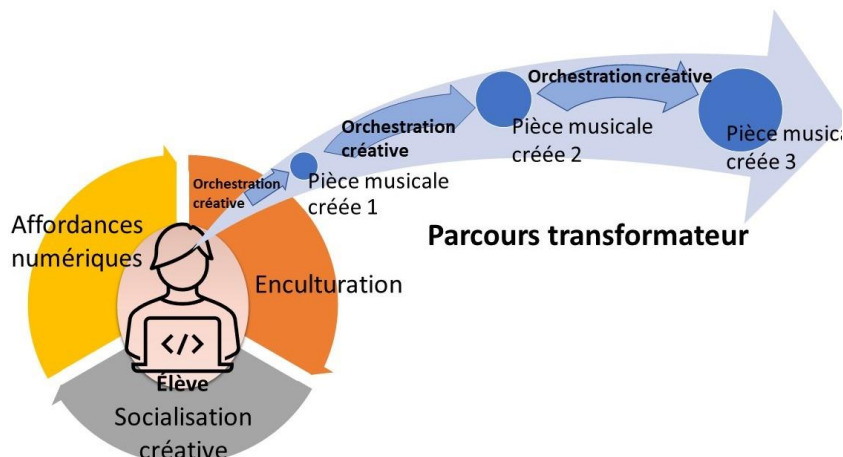 Orchestration créative
Orchestration
créative
Orchestration
créative
Pièce musicale
créée 1
Pièce musicale
créée 2
Pièce musica
créée 3
Parcours transformateur
Affordances
numériques
Enculturation
</>
Élève
Socialisation
créative